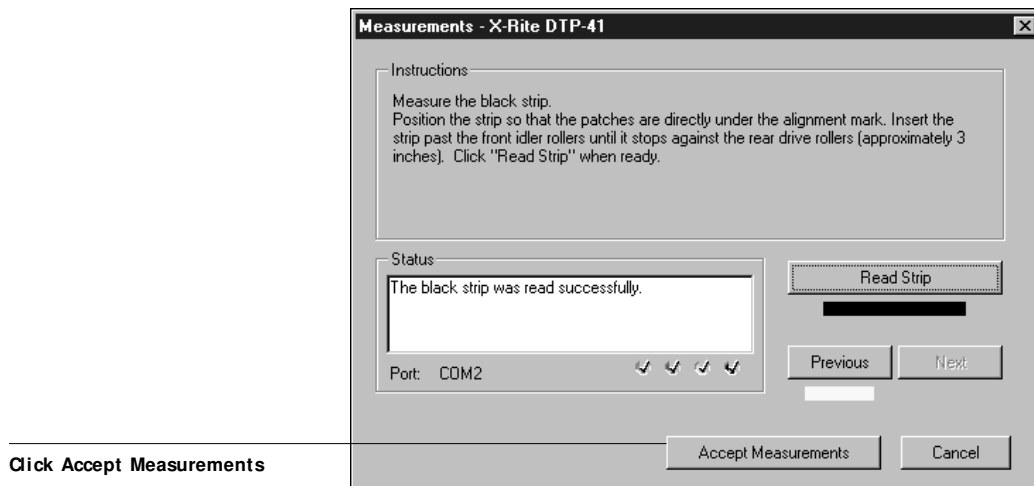 Measurements - X-Rite DTP-41
Instructions
Measure the black strip.
Position the strip so that the patches are directly under the alignment mark. Insert the
strip past the front idler rollers until it stops against the rear drive rollers (approximately 3
inches). Click "Read Strip" when ready.
Status
The black strip was read successfully.
Port: COM2
Read Strip
Previous
Next
Accept Measurements
Cancel
Click Accept Measurements